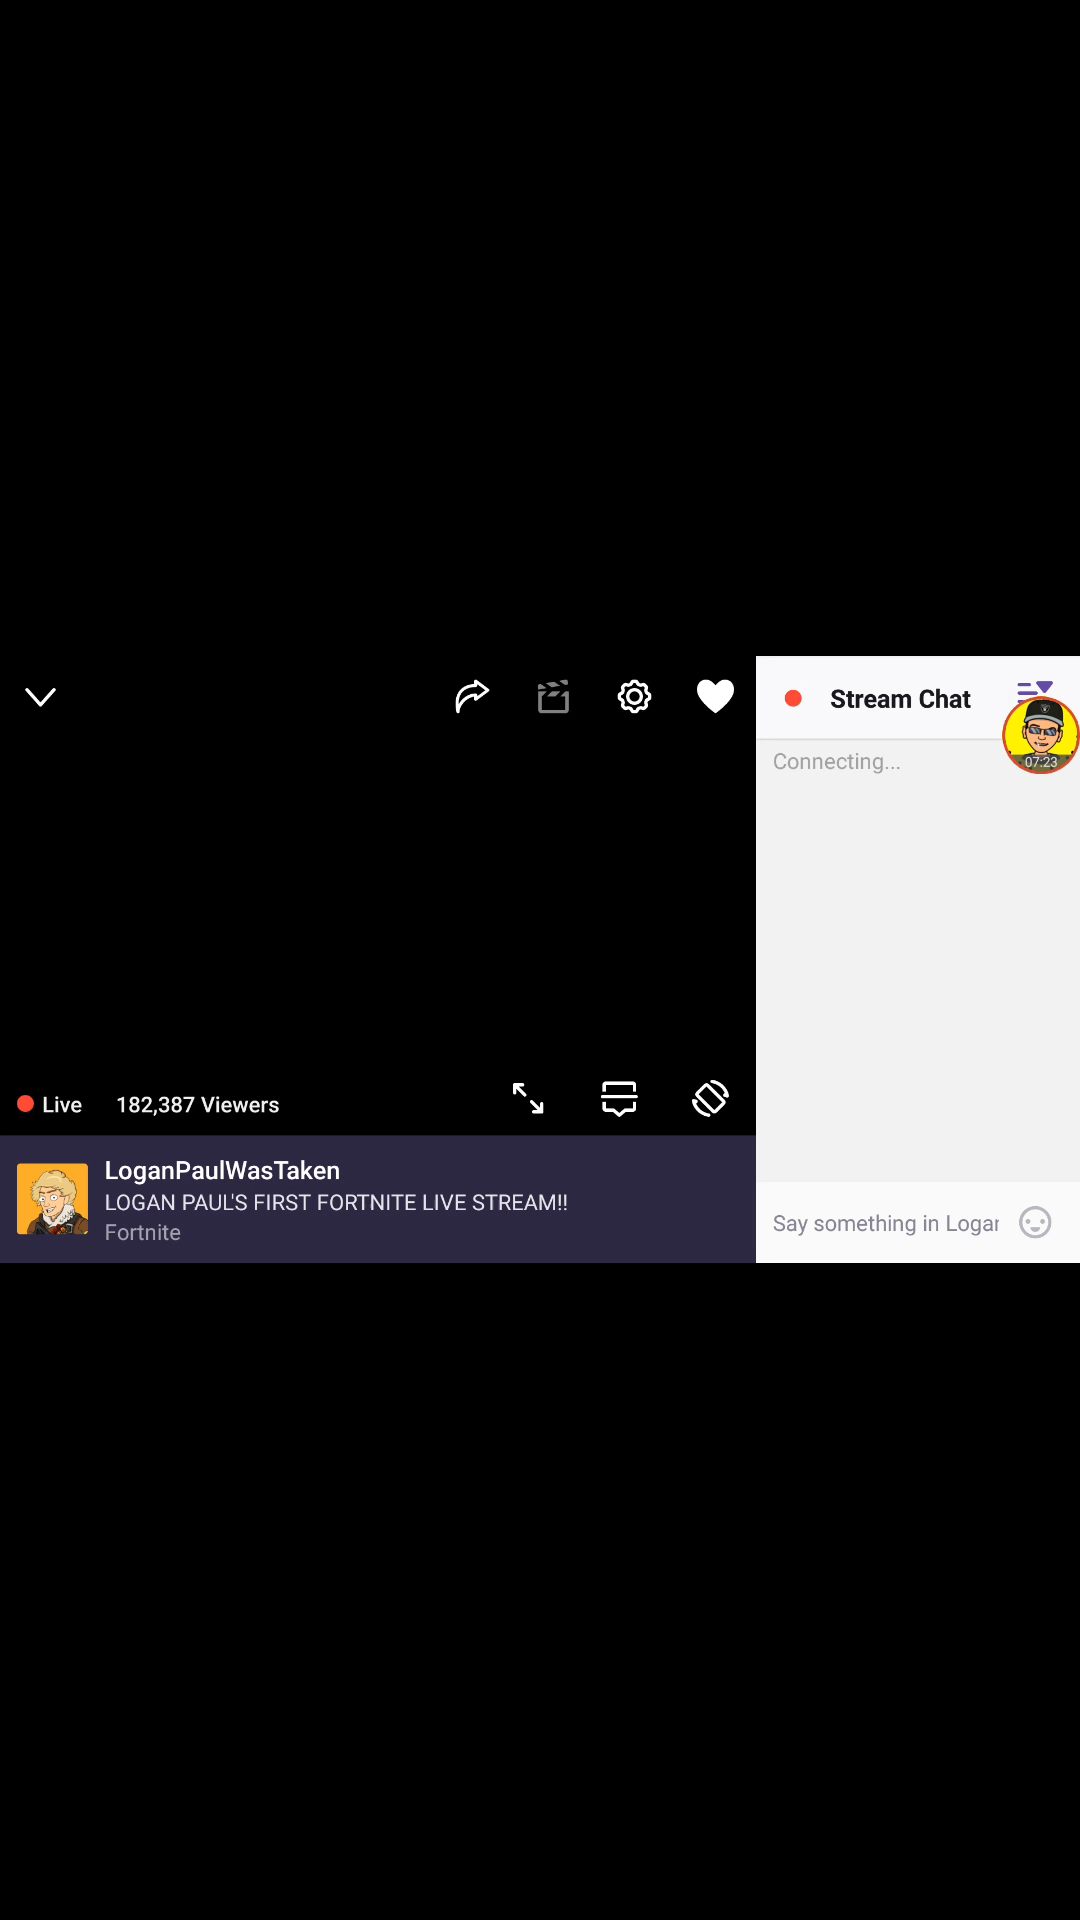 Stream Chat
07:23
Connecting...
Live 182,387 Viewers
LoganPaulWasTaken
LOGAN PAUL'S FIRST FORTNITE LIVE STREAM!!
Fortnite
Say something in Logan